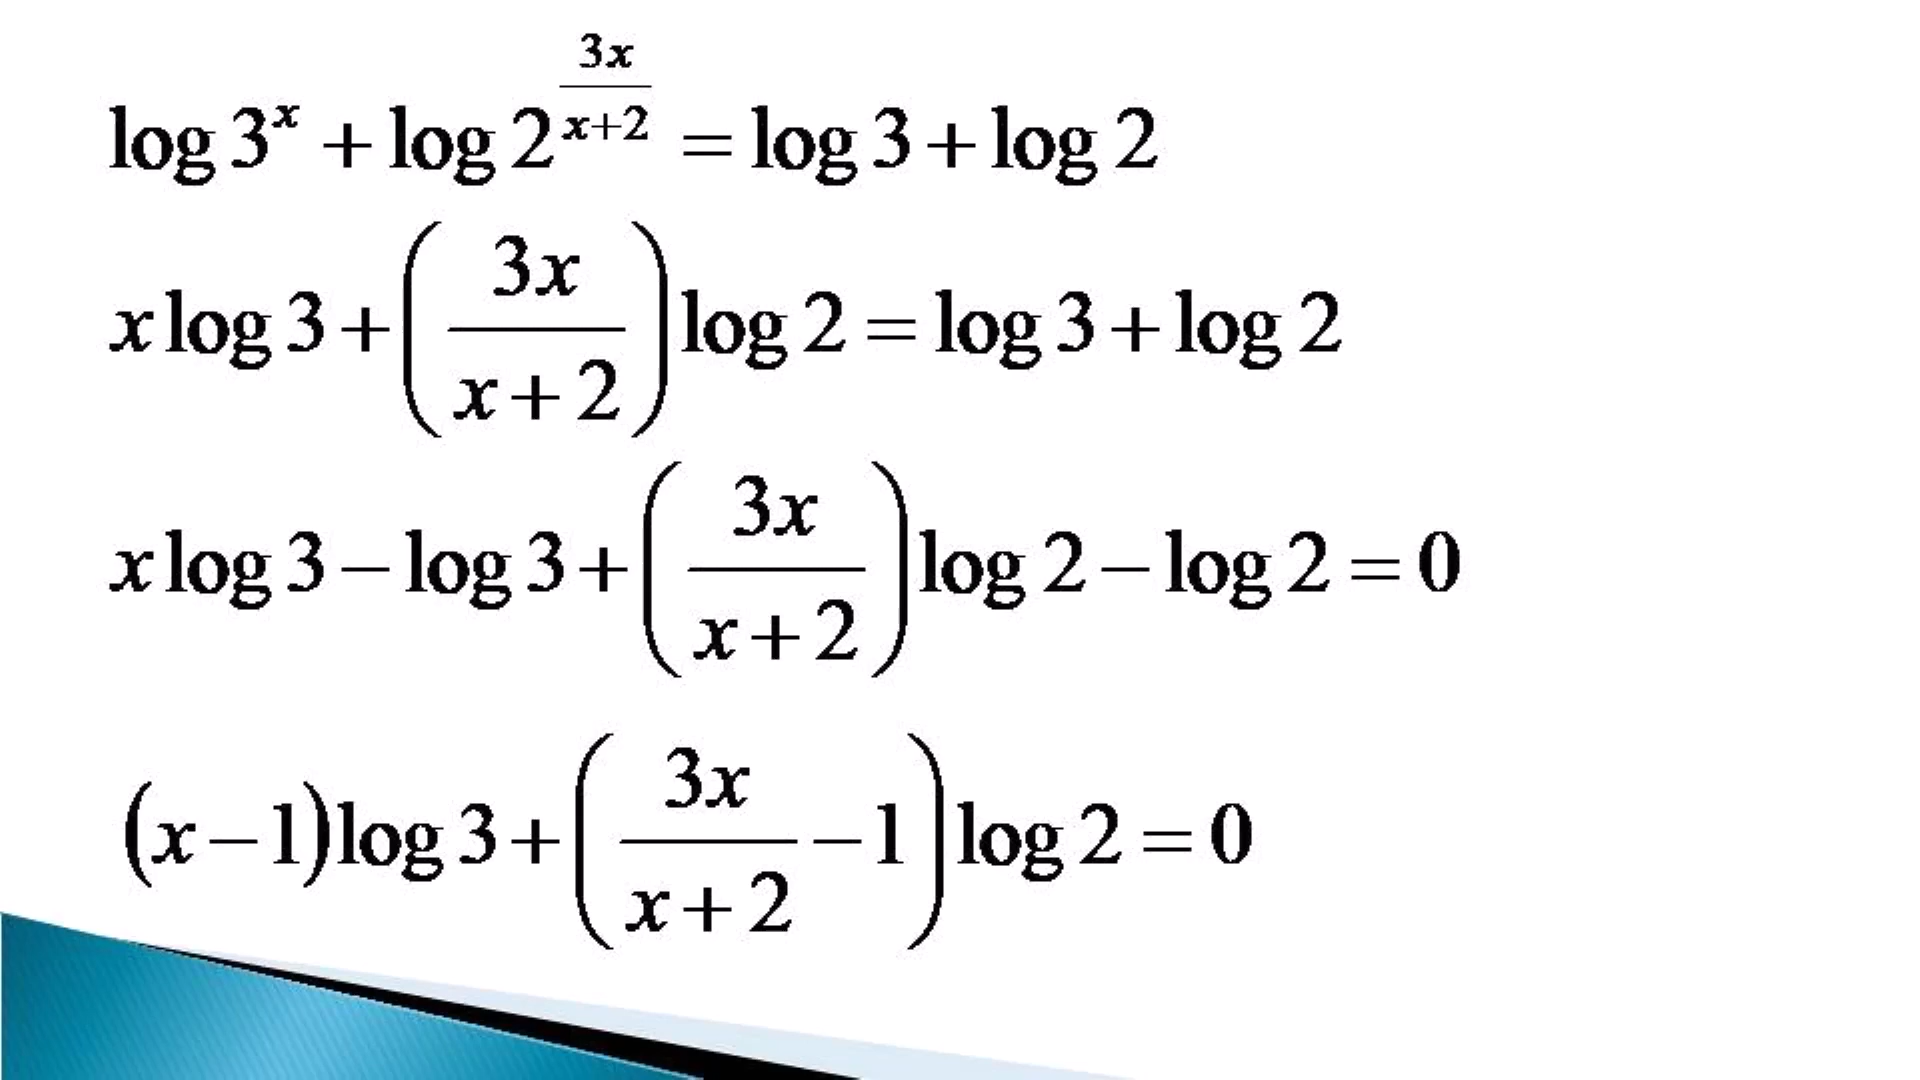 log 3^x + log 2^(3x/(x+2)) = log 3 + log 2
x log 3 + (3x/(x+2)) log 2 = log 3 + log 2
x log 3 − log 3 + (3x/(x+2)) log 2 − log 2 = 0
(x − 1) log 3 + (3x/(x+2) − 1) log 2 = 0